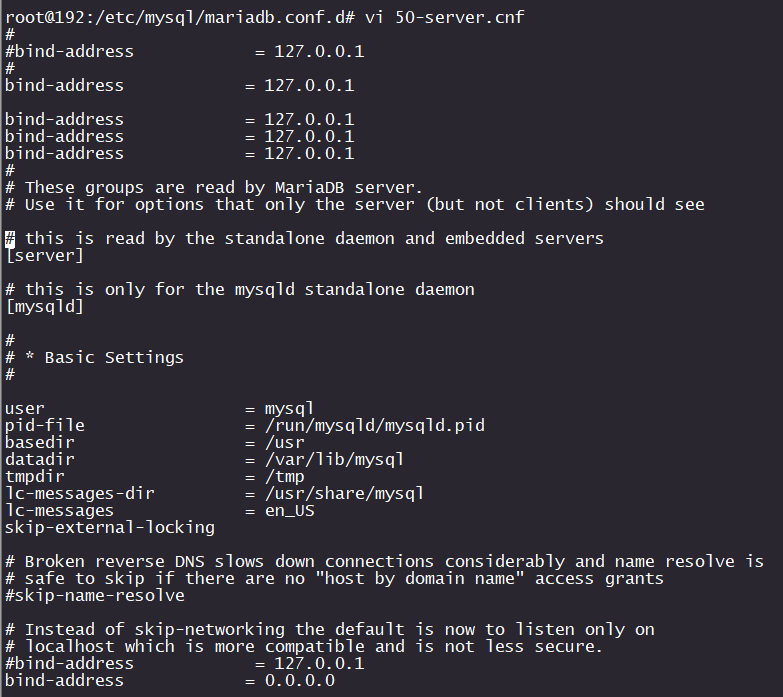 root@192:/etc/mysql/mariadb.conf.d# vi 50-server.cnf
#
#bind-address            = 127.0.0.1
#
bind-address            = 127.0.0.1

bind-address            = 127.0.0.1
bind-address            = 127.0.0.1
bind-address            = 127.0.0.1
#
# These groups are read by MariaDB server.
# Use it for options that only the server (but not clients) should see

# this is read by the standalone daemon and embedded servers
[server]

# this is only for the mysqld standalone daemon
[mysqld]

#
# * Basic Settings
#

user                    = mysql
pid-file                = /run/mysqld/mysqld.pid
basedir                 = /usr
datadir                 = /var/lib/mysql
tmpdir                  = /tmp
lc-messages-dir         = /usr/share/mysql
lc-messages             = en_US
skip-external-locking

# Broken reverse DNS slows down connections considerably and name resolve is
# safe to skip if there are no "host by domain name" access grants
#skip-name-resolve

# Instead of skip-networking the default is now to listen only on
# localhost which is more compatible and is not less secure.
#bind-address            = 127.0.0.1
bind-address            = 0.0.0.0